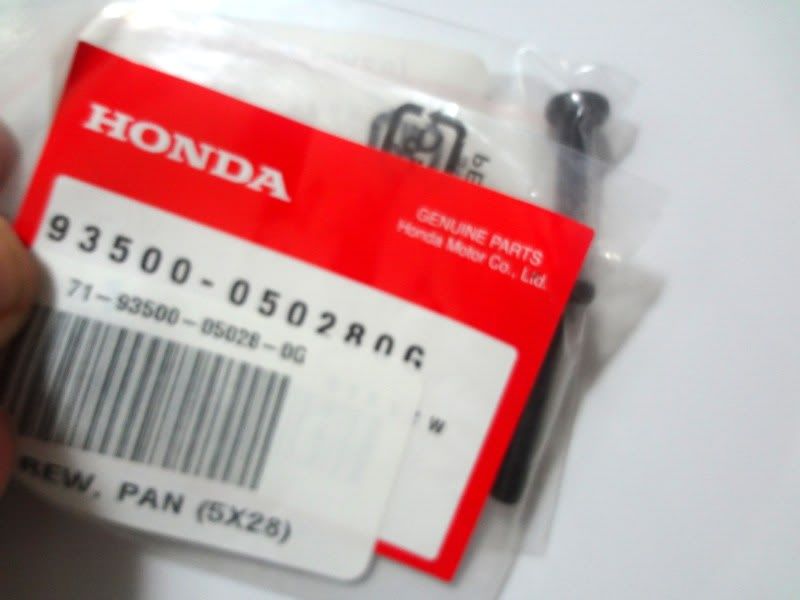 HONDA
GENUINE PARTS
Honda Motor Co., Ltd.
93500-050280G
71-93500-05028-0G
W
REW, PAN (5X28)